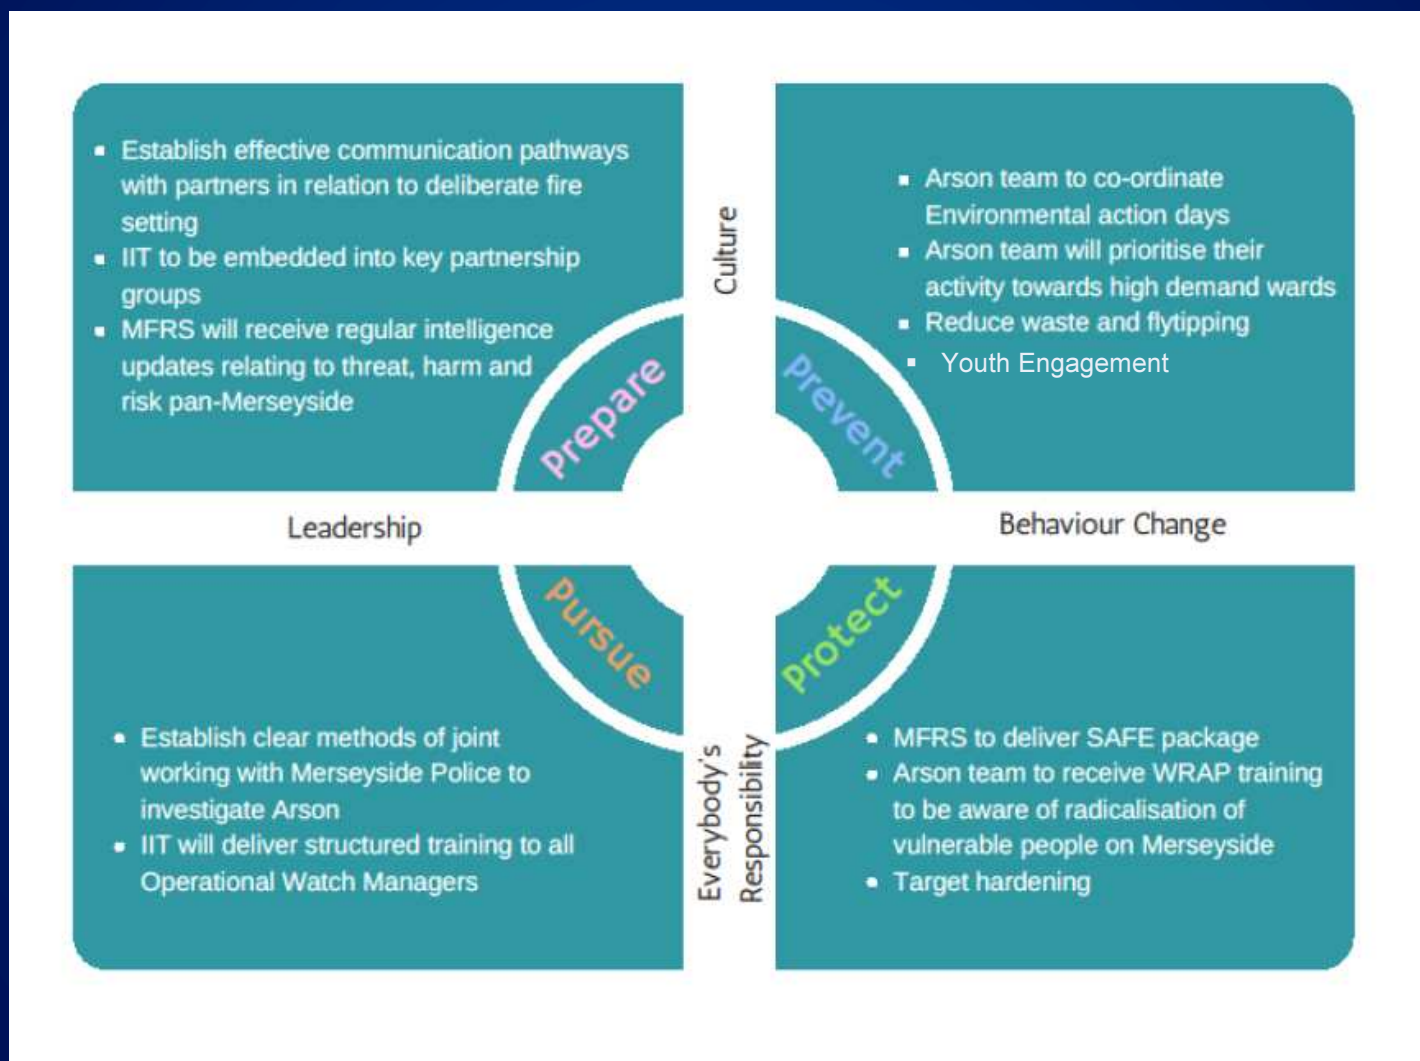 ▪ Establish effective communication pathways
with partners in relation to deliberate fire
setting
▪ IIT to be embedded into key partnership
groups
▪ MFRS will receive regular intelligence
updates relating to threat, harm and
risk pan-Merseyside
Prepare
Culture
▪ Arson team to co-ordinate
Environmental action days
▪ Arson team will prioritise their
activity towards high demand wards
▪ Reduce waste and flytipping
▪ Youth Engagement
Prevent
Leadership
Behaviour Change
Pursue
• Establish clear methods of joint
working with Merseyside Police to
investigate Arson
• IIT will deliver structured training to all
Operational Watch Managers
Everybody's
Responsibility
Protect
• MFRS to deliver SAFE package
• Arson team to receive WRAP training
to be aware of radicalisation of
vulnerable people on Merseyside
• Target hardening